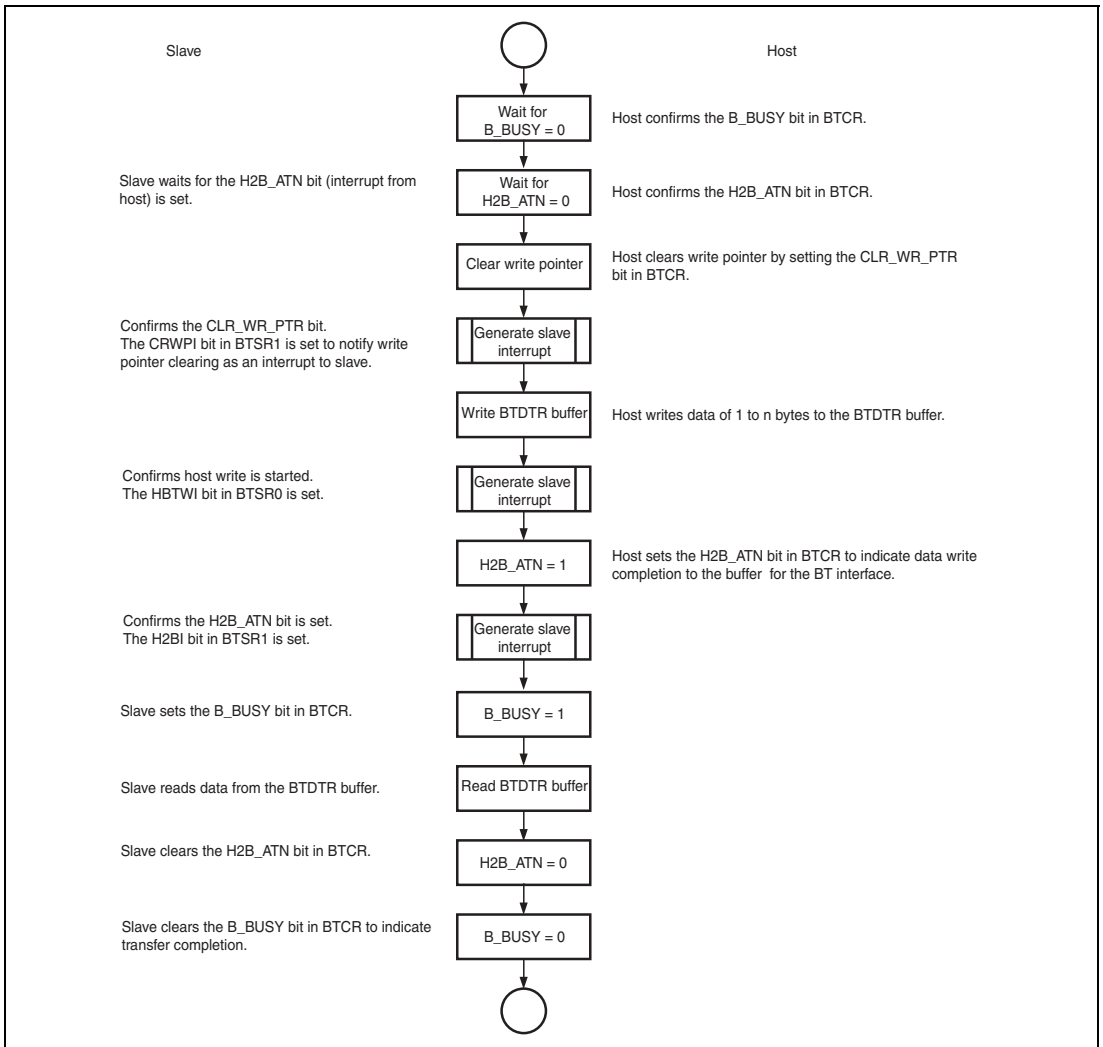 Slave
Host
Wait for
B_BUSY = 0
Host confirms the B_BUSY bit in BTCR.
Slave waits for the H2B_ATN bit (interrupt from
host) is set.
Wait for
H2B_ATN = 0
Host confirms the H2B_ATN bit in BTCR.
Clear write pointer
Host clears write pointer by setting the CLR_WR_PTR
bit in BTCR.
Confirms the CLR_WR_PTR bit.
The CRWPI bit in BTSR1 is set to notify write
pointer clearing as an interrupt to slave.
Generate slave
interrupt
Write BTDTR buffer
Host writes data of 1 to n bytes to the BTDTR buffer.
Confirms host write is started.
The HBTWI bit in BTSR0 is set.
Generate slave
interrupt
H2B_ATN = 1
Host sets the H2B_ATN bit in BTCR to indicate data write
completion to the buffer for the BT interface.
Confirms the H2B_ATN bit is set.
The H2BI bit in BTSR1 is set.
Generate slave
interrupt
Slave sets the B_BUSY bit in BTCR.
B_BUSY = 1
Slave reads data from the BTDTR buffer.
Read BTDTR buffer
Slave clears the H2B_ATN bit in BTCR.
H2B_ATN = 0
Slave clears the B_BUSY bit in BTCR to indicate
transfer completion.
B_BUSY = 0